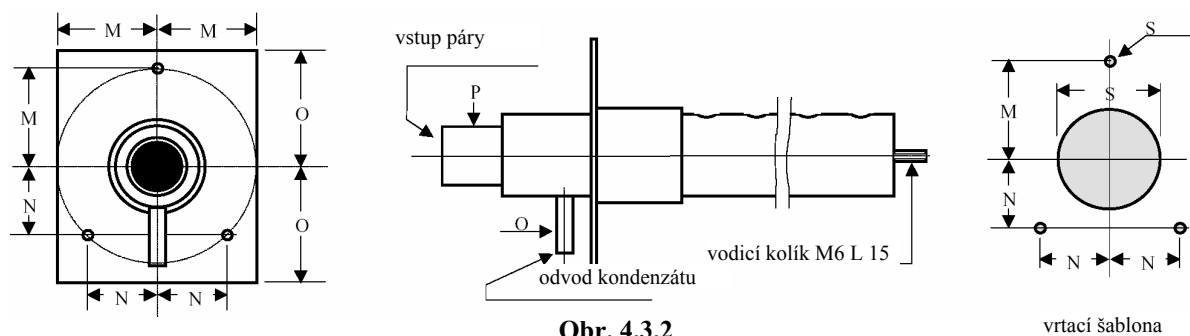 M M
M
O
N
O
N N
vstup páry
P
O
odvod kondenzátu
vodicí kolík M6 L 15
S
M
S
N
N N
vrtací šablona
Obr. 4.3.2